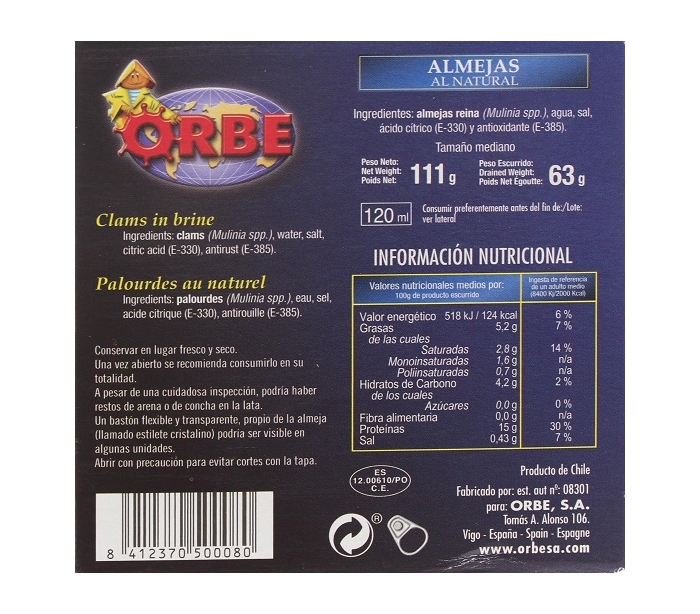 ORBE
Clams in brine
Ingredients: clams (Mulinia spp.), water, salt,
citric acid (E-330), antirust (E-385).
Palourdes au naturel
Ingredients: palourdes (Mulinia spp.), eau, sel,
acide citrique (E-330), antirouille (E-385).
Conservar en lugar fresco y seco.
Una vez abierto se recomienda consumirlo en su
totalidad.
A pesar de una cuidadosa inspección, podría haber
restos de arena o de concha en la lata.
Un bastón flexible y transparente, propio de la almeja
(llamado estilete cristalino) podría ser visible en
algunas unidades.
Abrir con precaución para evitar cortes con la tapa.
8 412370 500080
ALMEJAS
AL NATURAL
Ingredientes: almejas reina (Mulinia spp.), agua, sal,
ácido cítrico (E-330) y antioxidante (E-385).
Tamaño mediano
Peso Neto:
Net Weight:
Poids Net:
111 g
Peso Escurrido:
Drained Weight:
Poids Net Egoutte:
63 g
120 ml
Consumir preferentemente antes del fin de:/Lote:
ver lateral
INFORMACIÓN NUTRICIONAL
Valores nutricionales medios por:
100g de producto escurrido
Ingesta de referencia
de un adulto medio
(8400 Kj/2000 Kcal)
Valor energético 518 kJ / 124 kcal 6 %
Grasas 5,2 g 7 %
de las cuales
Saturadas 2,8 g 14 %
Monoinsaturadas 1,6 g n/a
Poliinsaturadas 0,7 g n/a
Hidratos de Carbono 4,2 g 2 %
de los cuales
Azúcares 0,0 g 0 %
Fibra alimentaria 0,0 g n/a
Proteínas 15 g 30 %
Sal 0,43 g 7 %
ES
12.00610/PO
C.E.
®
Producto de Chile
Fabricado por: est. aut nº: 08301
para: ORBE, S.A.
Tomás A. Alonso 106.
Vigo - España - Spain - Espagne
www.orbesa.com